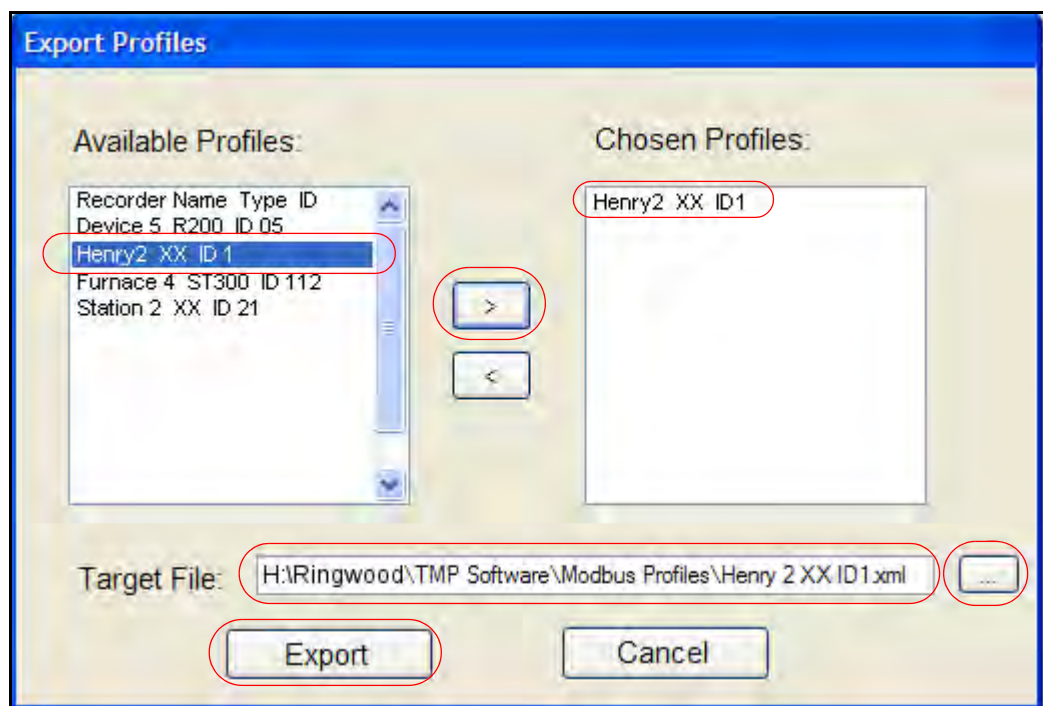 Export Profiles
Available Profiles:
Chosen Profiles:
Recorder Name Type ID
Device 5 R200 ID 05
Henry2 XX ID 1
Furnace 4 ST300 ID 112
Station 2 XX ID 21
>
<
Henry2 XX ID1
Target File:
H:\Ringwood\TMP Software\Modbus Profiles\Henry 2 XX ID1.xml
...
Export
Cancel